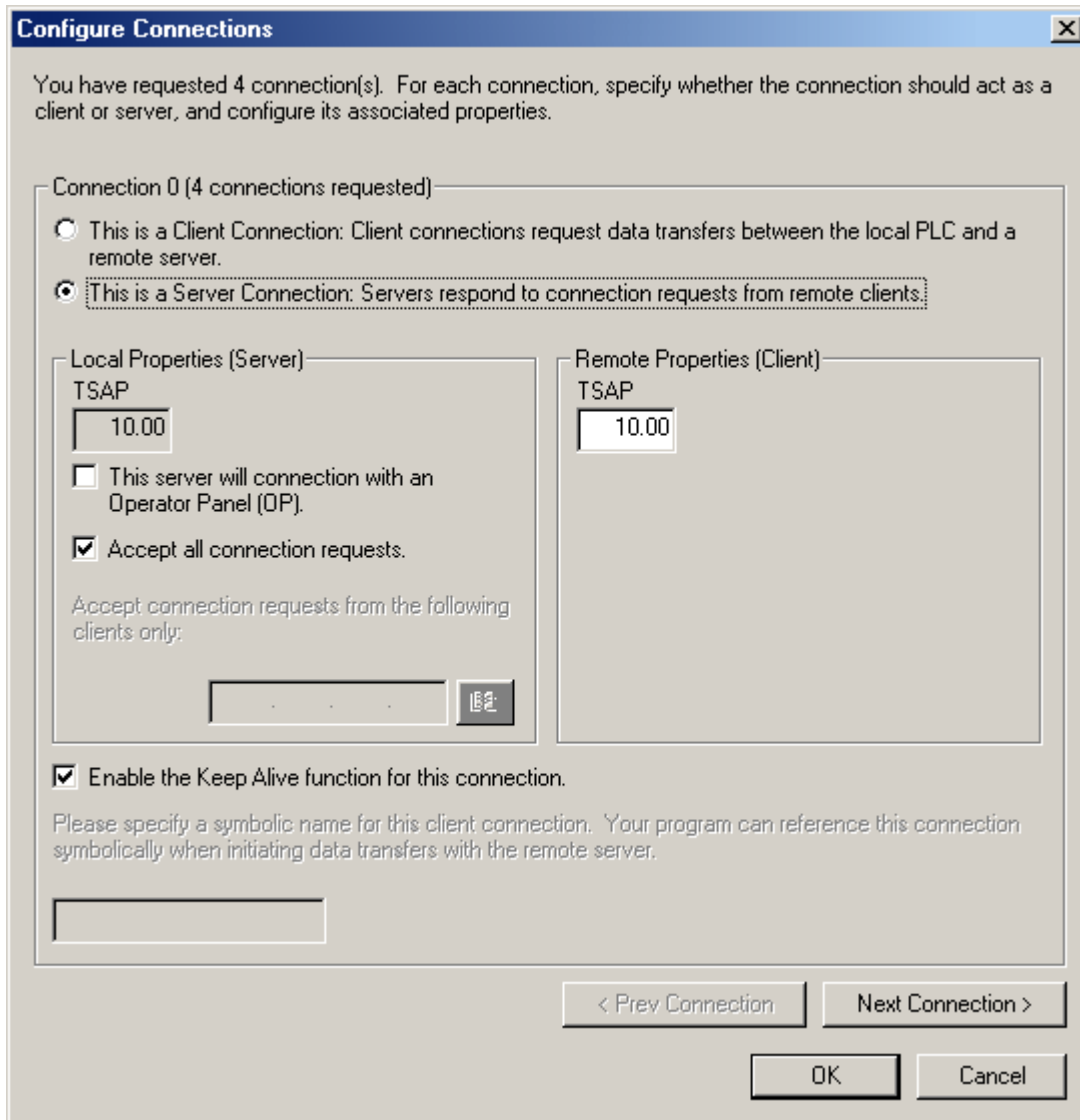 Configure Connections
You have requested 4 connection(s). For each connection, specify whether the connection should act as a
client or server, and configure its associated properties.
Connection 0 (4 connections requested)
This is a Client Connection: Client connections request data transfers between the local PLC and a
remote server.
This is a Server Connection: Servers respond to connection requests from remote clients.
Local Properties (Server)
TSAP
10.00
This server will connection with an
Operator Panel (OP).
Accept all connection requests.
Accept connection requests from the following
clients only:
. . .
Remote Properties (Client)
TSAP
10.00
Enable the Keep Alive function for this connection.
Please specify a symbolic name for this client connection. Your program can reference this connection
symbolically when initiating data transfers with the remote server.
< Prev Connection
Next Connection >
OK
Cancel